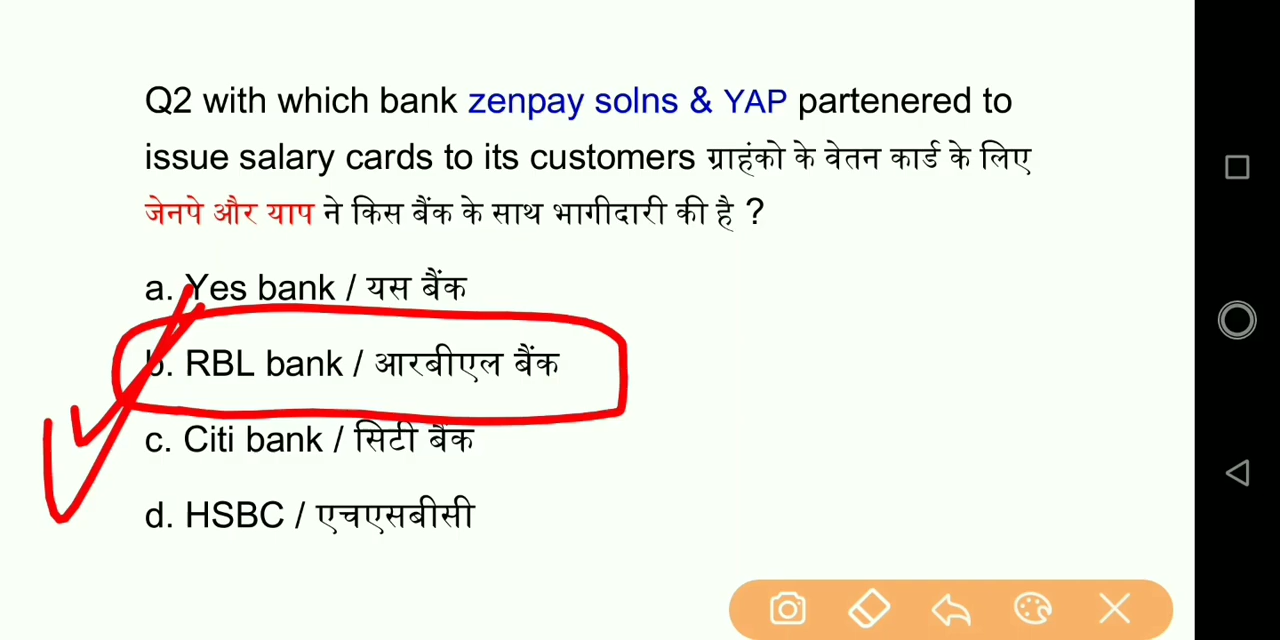 Q2 with which bank zenpay solns & YAP partenered to
issue salary cards to its customers ग्राहंको के वेतन कार्ड के लिए
जेनपे और याप ने किस बैंक के साथ भागीदारी की है ?
a. Yes bank / यस बैंक
b. RBL bank / आरबीएल बैंक
c. Citi bank / सिटी बैंक
d. HSBC / एचएसबीसी